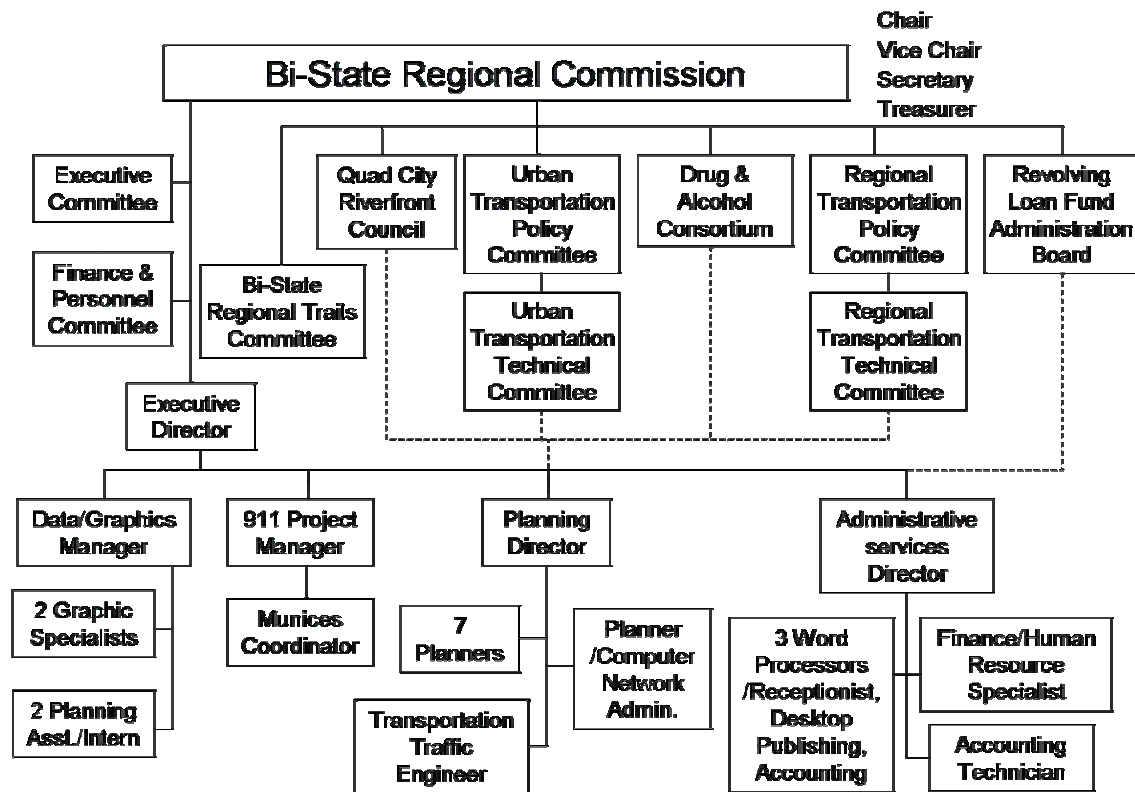 Chair
Vice Chair
Secretary
Treasurer
Bi-State Regional Commission
Executive
Committee
Finance &
Personnel
Committee
Bi-State
Regional Trails
Committee
Quad City
Riverfront
Council
Urban
Transportation
Policy
Committee
Urban
Transportation
Technical
Committee
Drug &
Alcohol
Consortium
Regional
Transportation
Policy
Committee
Regional
Transportation
Technical
Committee
Revolving
Loan Fund
Administration
Board
Executive
Director
Data/Graphics
Manager
2 Graphic
Specialists
2 Planning
Asst./Intern
911 Project
Manager
Munices
Coordinator
Planning
Director
7
Planners
Planner
/Computer
Network
Admin.
Transportation
Traffic
Engineer
Administrative
services
Director
3 Word
Processors
/Receptionist,
Desktop
Publishing,
Accounting
Finance/Human
Resource
Specialist
Accounting
Technician